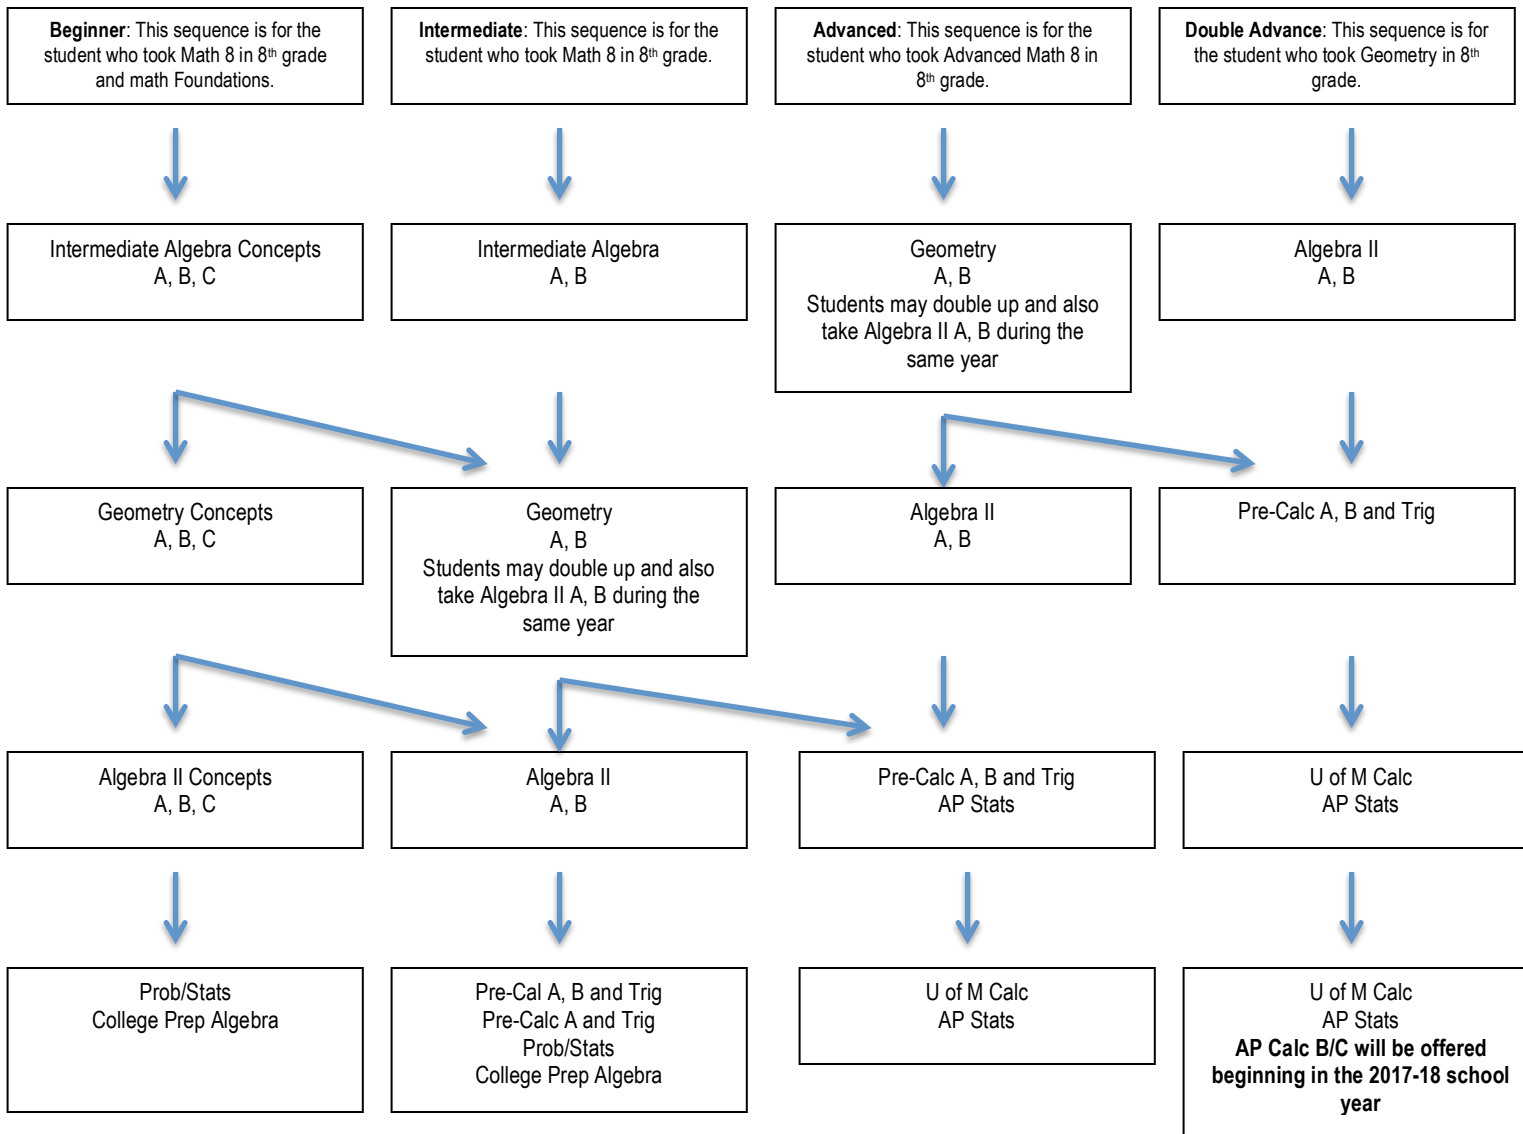 Beginner: This sequence is for the
student who took Math 8 in 8th grade
and math Foundations.
Intermediate: This sequence is for the
student who took Math 8 in 8th grade.
Advanced: This sequence is for the
student who took Advanced Math 8 in
8th grade.
Double Advance: This sequence is for
the student who took Geometry in 8th
grade.
Intermediate Algebra Concepts
A, B, C
Intermediate Algebra
A, B
Geometry
A, B
Students may double up and also
take Algebra II A, B during the
same year
Algebra II
A, B
Geometry Concepts
A, B, C
Geometry
A, B
Students may double up and also
take Algebra II A, B during the
same year
Algebra II
A, B
Pre-Calc A, B and Trig
Algebra II Concepts
A, B, C
Algebra II
A, B
Pre-Calc A, B and Trig
AP Stats
U of M Calc
AP Stats
Prob/Stats
College Prep Algebra
Pre-Cal A, B and Trig
Pre-Calc A and Trig
Prob/Stats
College Prep Algebra
U of M Calc
AP Stats
U of M Calc
AP Stats
AP Calc B/C will be offered
beginning in the 2017-18 school
year